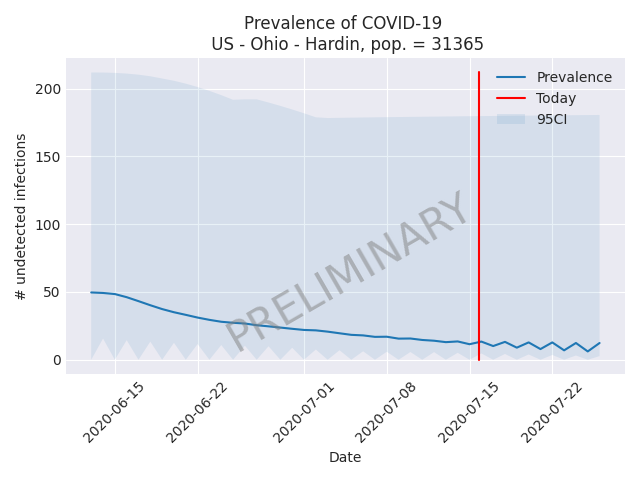 Prevalence of COVID-19
US - Ohio - Hardin, pop. = 31365
Prevalence
Today
95CI
200
150
100
50
0
# undetected infections
PRELIMINARY
2020-06-15
2020-06-22
2020-07-01
2020-07-08
2020-07-15
2020-07-22
Date